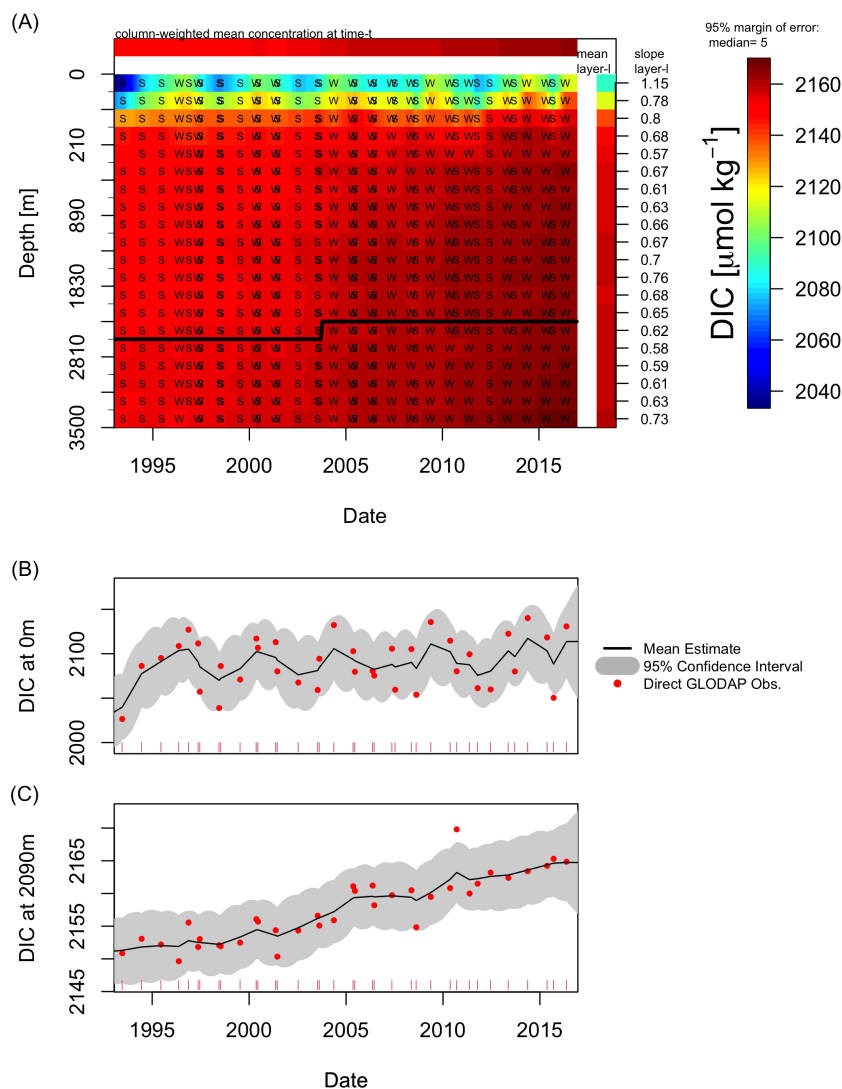 (A)
column-weighted mean concentration at time-t
mean
layer-l
slope
layer-l
95% margin of error:
median= 5
0
210
890
1830
2810
3500
Depth [m]
1.15
0.78
0.8
0.68
0.57
0.67
0.61
0.63
0.66
0.67
0.7
0.76
0.68
0.65
0.62
0.58
0.59
0.61
0.63
0.73
DIC [μmol kg⁻¹]
2160
2140
2120
2100
2080
2060
2040
1995 2000 2005 2010 2015
Date
(B)
DIC at 0m
2100
2000
Mean Estimate
95% Confidence Interval
Direct GLODAP Obs.
(C)
DIC at 2090m
2165
2155
2145
1995 2000 2005 2010 2015
Date